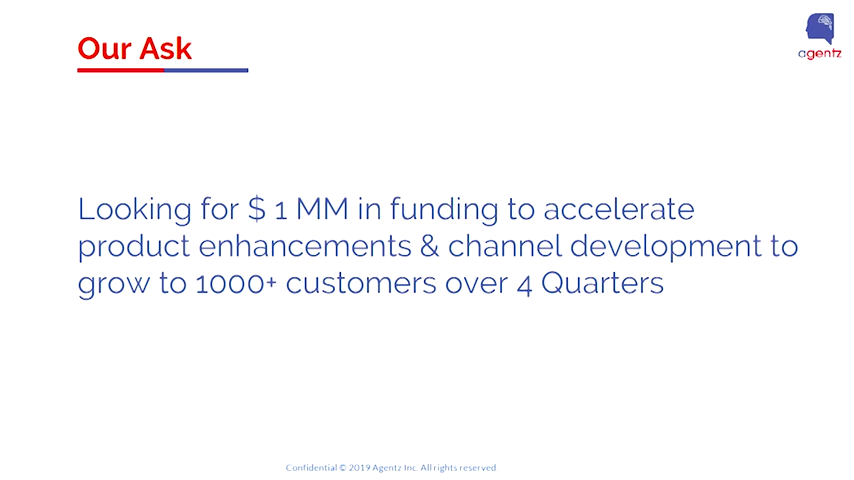 Our Ask
agentz
Looking for $ 1 MM in funding to accelerate
product enhancements & channel development to
grow to 1000+ customers over 4 Quarters
Confidential © 2019 Agentz Inc. All rights reserved